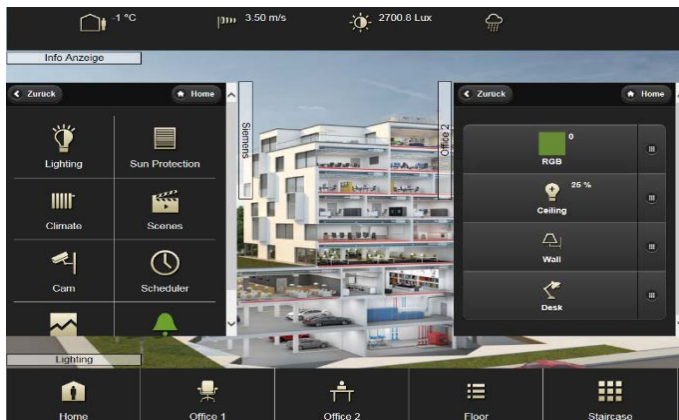 -1 °C
3.50 m/s
2700.8 Lux
Info Anzeige
Zurück
Home
Siemens
Office 2
Zurück
Home
Lighting
Sun Protection
Climate
Scenes
Cam
Scheduler
0
RGB
25 %
Ceiling
Wall
Desk
Lighting
Home
Office 1
Office 2
Floor
Staircase